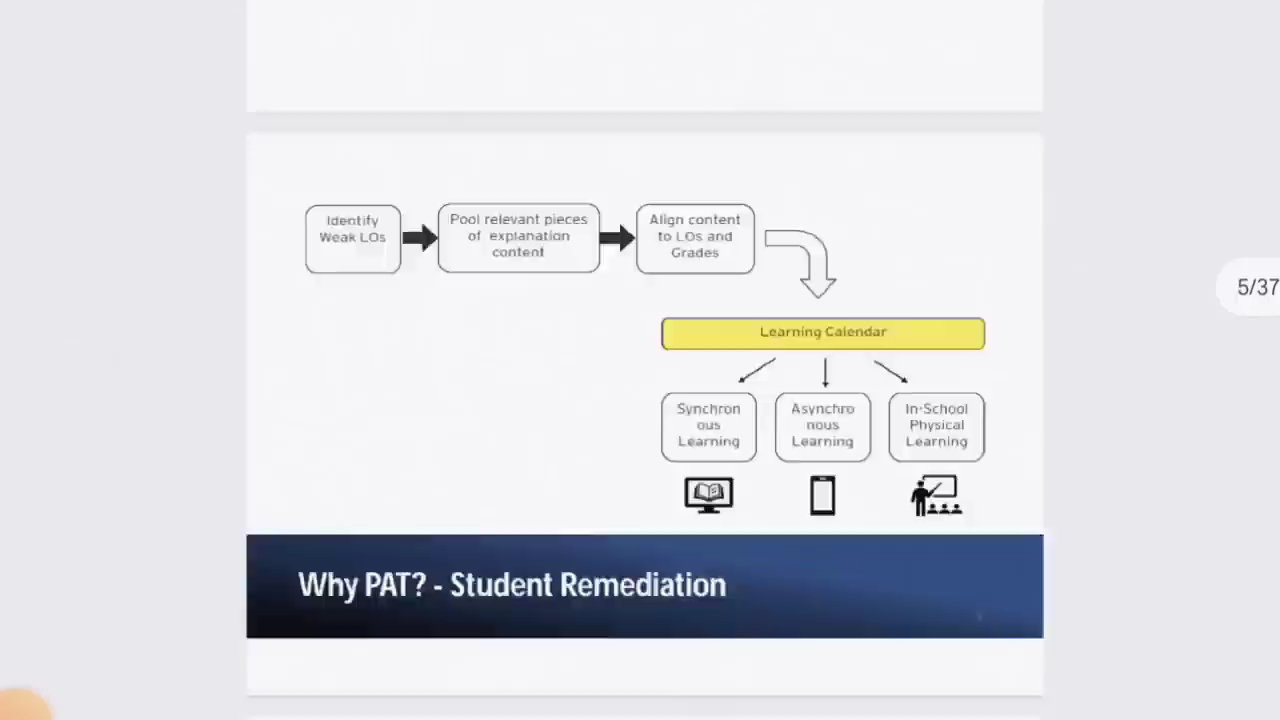 Identify
Weak LOs
Pool relevant pieces
of explanation
content
Align content
to LOs and
Grades
Learning Calendar
Synchron
ous
Learning
Asynchro
nous
Learning
In-School
Physical
Learning
5/37
Why PAT? - Student Remediation